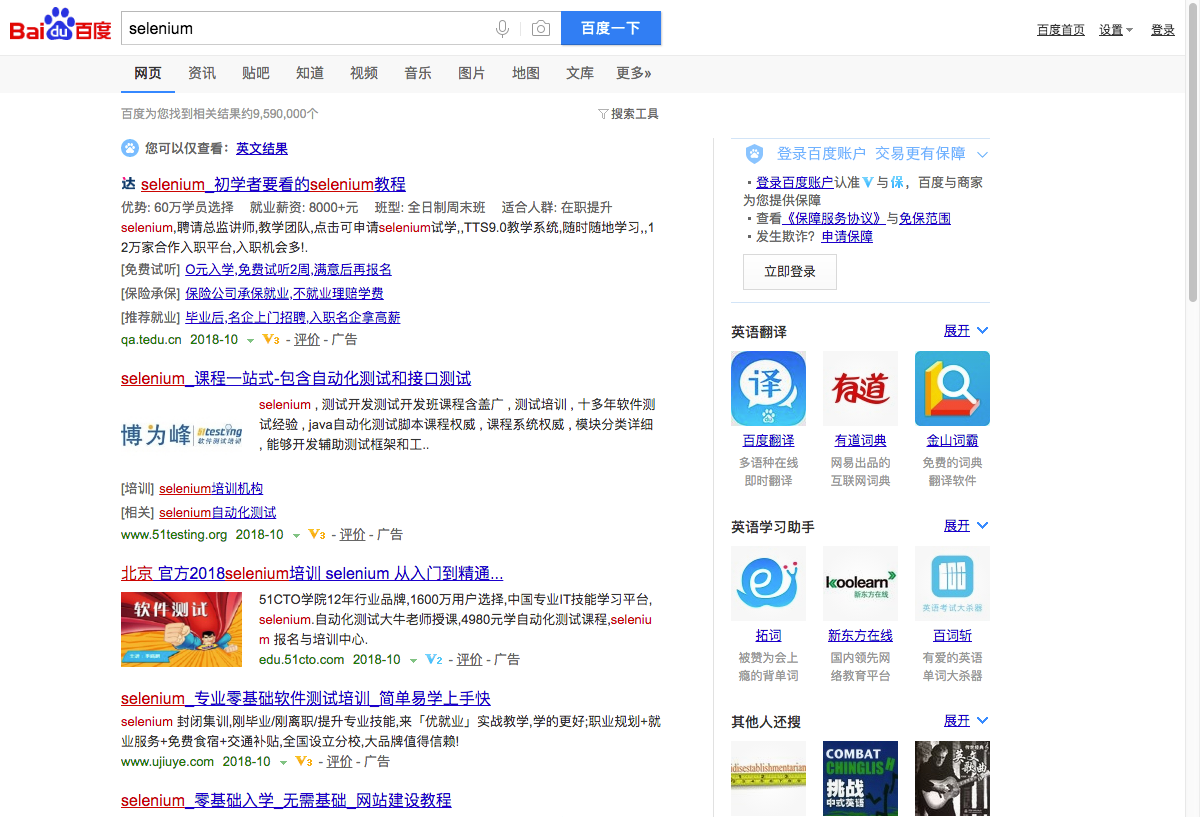 Bai du 百度
selenium
百度一下
百度首页 设置 登录
网页 资讯 贴吧 知道 视频 音乐 图片 地图 文库 更多»
百度为您找到相关结果约9,590,000个
搜索工具
您可以仅查看：英文结果
达 selenium_初学者要看的selenium教程
优势: 60万学员选择 就业薪资: 8000+元 班型: 全日制周末班 适合人群: 在职提升
selenium,聘请总监讲师,教学团队,点击可申请selenium试学,,TTS9.0教学系统,随时随地学习,,1
2万家合作入职平台,入职机会多!.
[免费试听] O元入学,免费试听2周,满意后再报名
[保险承保] 保险公司承保就业,不就业理赔学费
[推荐就业] 毕业后,名企上门招聘,入职名企拿高薪
qa.tedu.cn 2018-10 V3 - 评价 - 广告
selenium_课程一站式-包含自动化测试和接口测试
博为峰 51testing
软件测试培训
selenium , 测试开发测试开发班课程含盖广 , 测试培训 , 十多年软件测
试经验 , java自动化测试脚本课程权威 , 课程系统权威 , 模块分类详细
, 能够开发辅助测试框架和工..
[培训] selenium培训机构
[相关] selenium自动化测试
www.51testing.org 2018-10 V3 - 评价 - 广告
北京 官方2018selenium培训 selenium 从入门到精通...
软件测试
51CTO学院12年行业品牌,1600万用户选择,中国专业IT技能学习平台,
selenium.自动化测试大牛老师授课,4980元学自动化测试课程,seleniu
m 报名与培训中心.
edu.51cto.com 2018-10 V2 - 评价 - 广告
selenium_专业零基础软件测试培训_简单易学上手快
selenium 封闭集训,刚毕业/刚离职/提升专业技能,来「优就业」实战教学,学的更好;职业规划+就
业服务+免费食宿+交通补贴,全国设立分校,大品牌值得信赖!
www.ujiuye.com 2018-10 V3 - 评价 - 广告
selenium_零基础入学_无需基础_网站建设教程
登录百度账户 交易更有保障
· 登录百度账户认准V与保，百度与商家
为您提供保障
· 查看《保障服务协议》与免保范围
· 发生欺诈？申请保障
立即登录
英语翻译 展开
译 有道
百度翻译 有道词典 金山词霸
多语种在线 网易出品的 免费的词典
即时翻译 互联网词典 翻译软件
英语学习助手 展开
koolearn
新东方在线
英语考试大杀器
拓词 新东方在线 百词斩
被赞为会上 国内领先网 有爱的英语
瘾的背单词 络教育平台 单词大杀器
其他人还搜 展开
idisestablishmentarian
COMBAT
CHINGLISH
挑战
中式英语
英文
歌曲